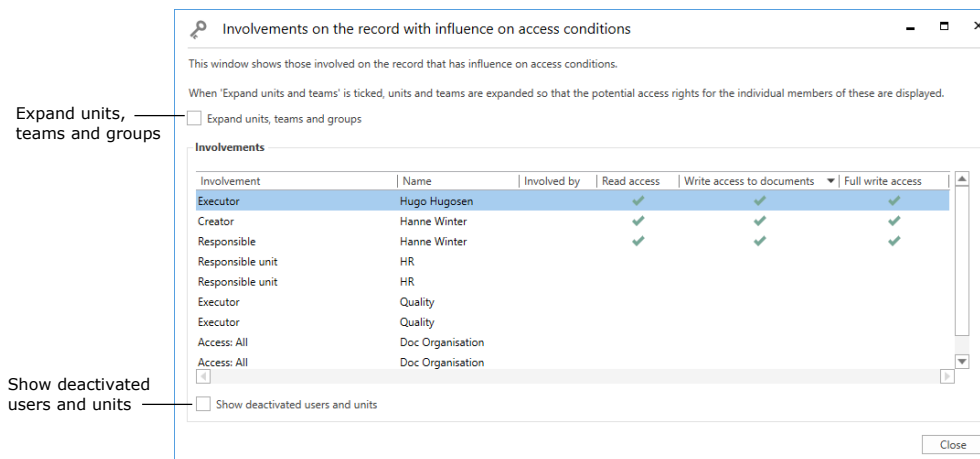 Involvements on the record with influence on access conditions
This window shows those involved on the record that has influence on access conditions.
When 'Expand units and teams' is ticked, units and teams are expanded so that the potential access rights for the individual members of these are displayed.
Expand units,
teams and groups
Expand units, teams and groups
Involvements
Involvement Name Involved by Read access Write access to documents Full write access
Executor Hugo Hugosen
Creator Hanne Winter
Responsible Hanne Winter
Responsible unit HR
Responsible unit HR
Executor Quality
Executor Quality
Access: All Doc Organisation
Access: All Doc Organisation
Show deactivated
users and units
Show deactivated users and units
Close